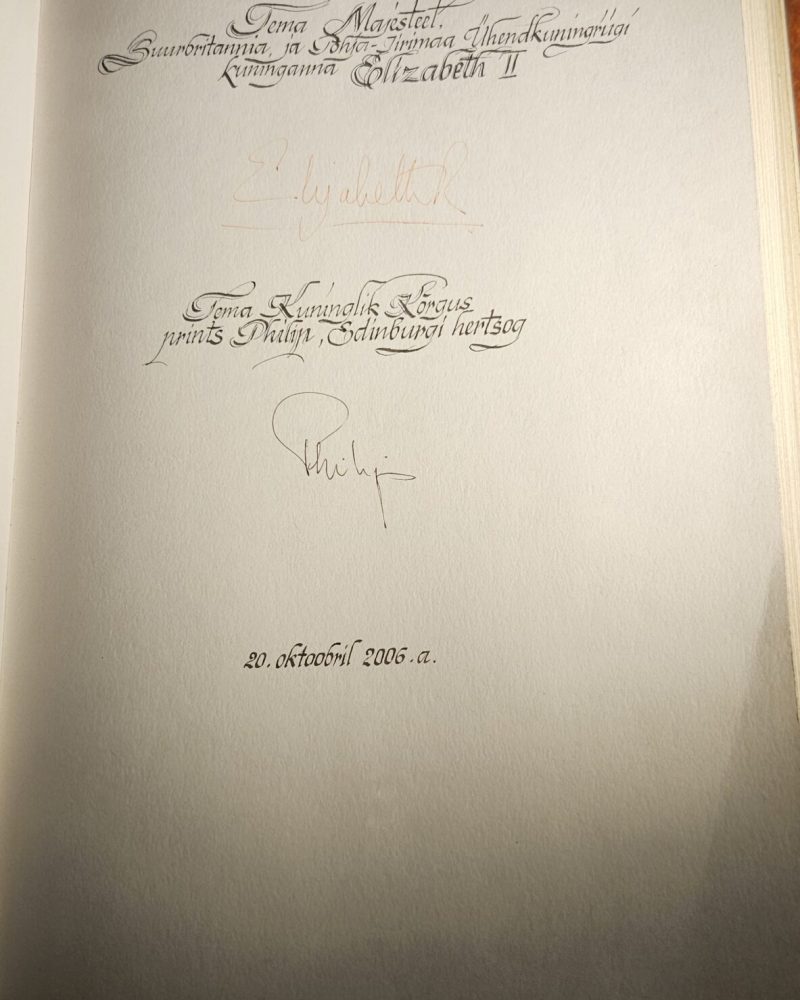 Tema Majesteet,
Suurbritannia ja Põhja-Iirimaa Ühendkuningriigi
kuninganna Elizabeth II
Elizabeth R
Tema Kuninglik Kõrgus
prints Philip, Edinburgi hertsog
Philip
20. oktoobril 2006.a.